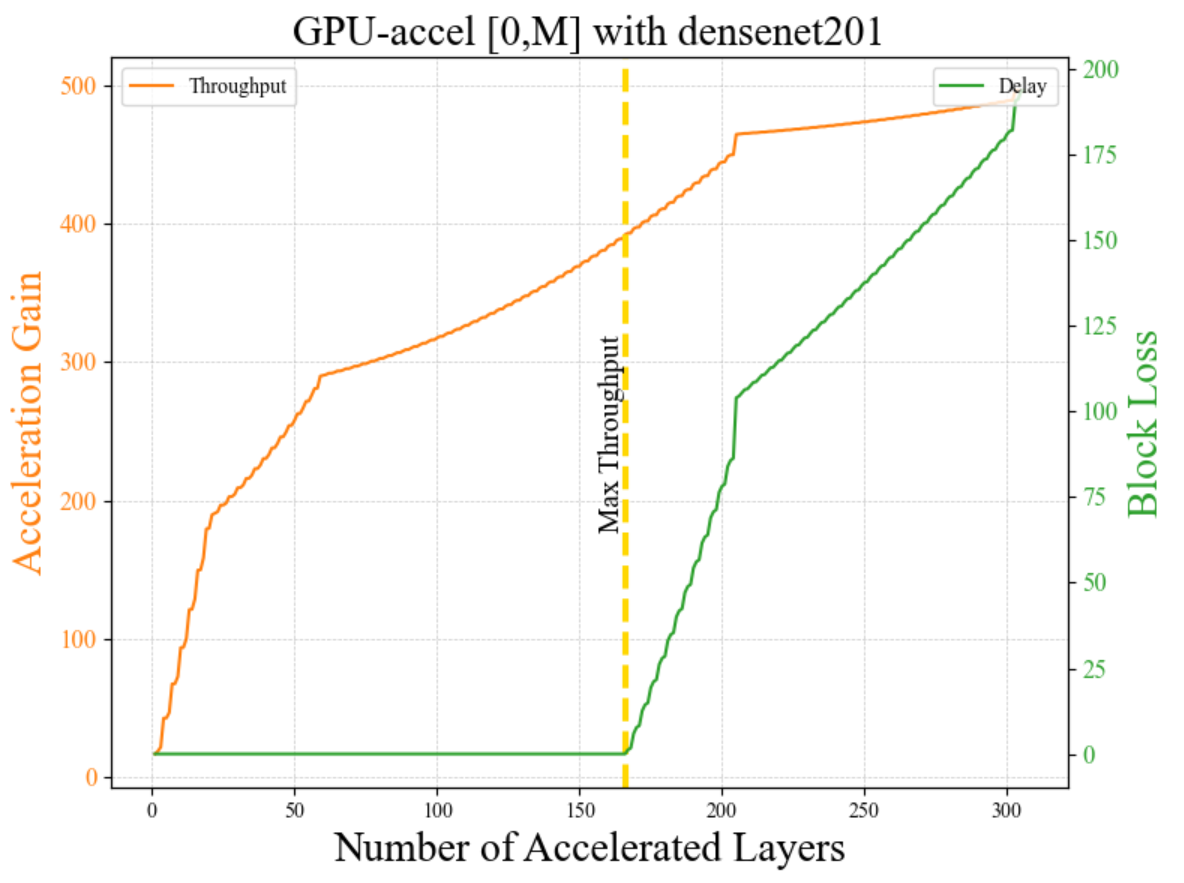 GPU-accel [0,M] with densenet201
Throughput
Delay
Acceleration Gain
500
400
300
200
100
0
Max Throughput
200
175
150
125
100
75
50
25
0
Block Loss
0 50 100 150 200 250 300
Number of Accelerated Layers